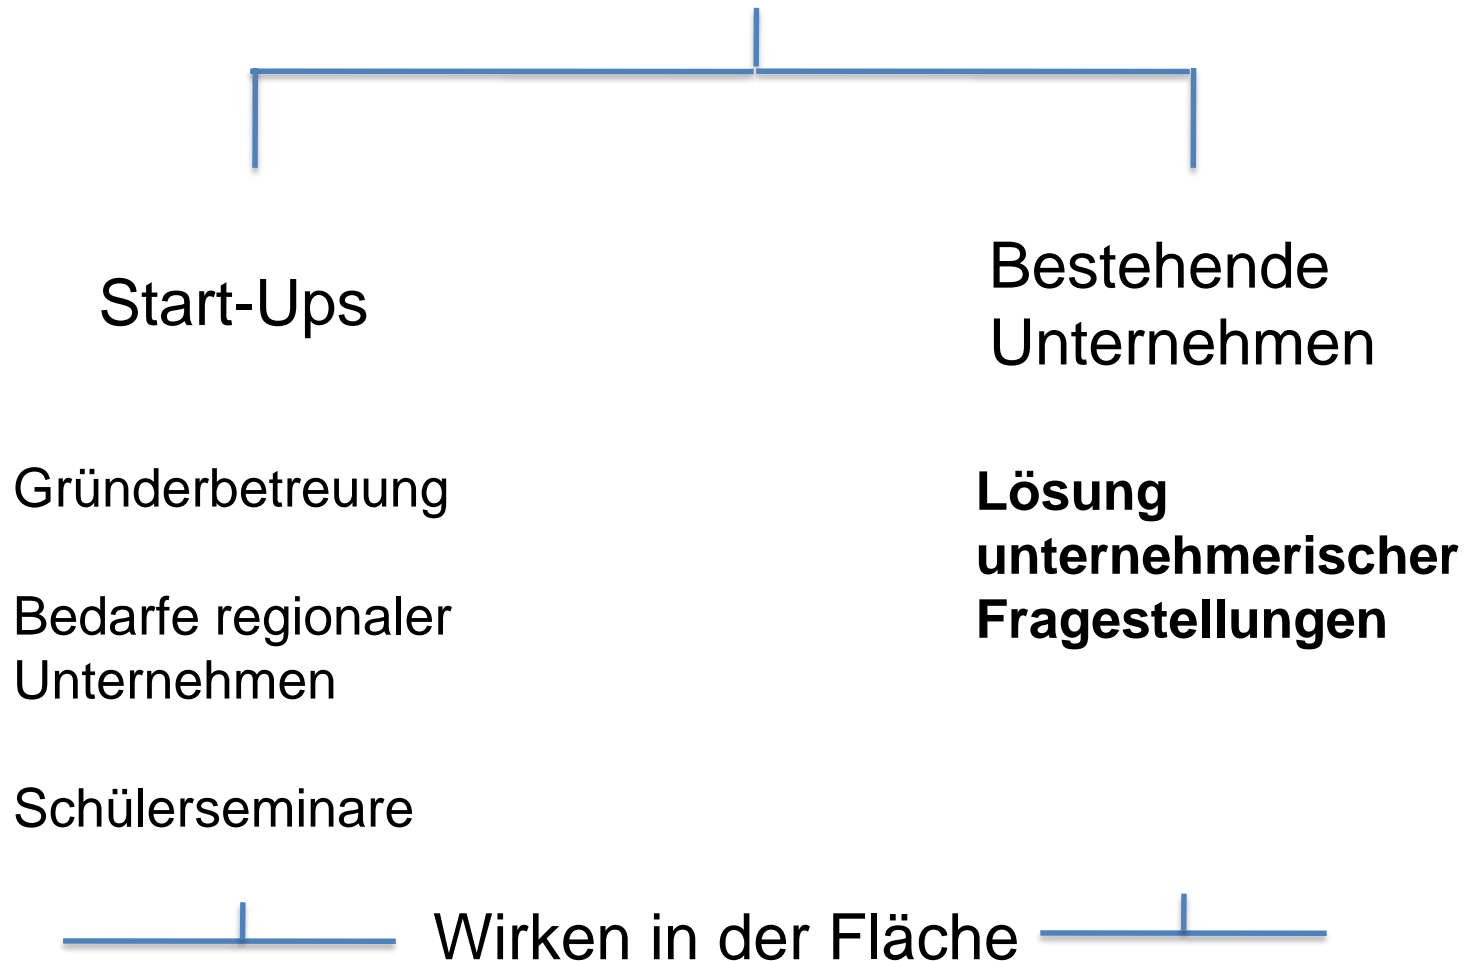 Start-Ups
Bestehende
Unternehmen
Gründerbetreuung
Bedarfe regionaler
Unternehmen
Schülerseminare
Lösung
unternehmerischer
Fragestellungen
Wirken in der Fläche